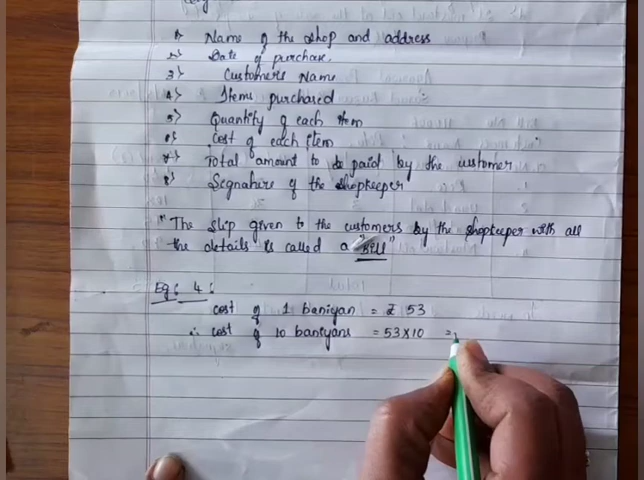 1) Name of the shop and address
2) Date of purchase.
3) Customer's Name
4) Items purchased
5) Quantity of each item
6) Cost of each item
7) Total amount to be paid by the customer
8) Signature of the shopkeeper
"The slip given to the customers by the shopkeeper with all
the details is called a "Bill"
Eg: 4:
cost of 1 baniyan = ₹ 53
∴ cost of 10 baniyans = 53×10 =